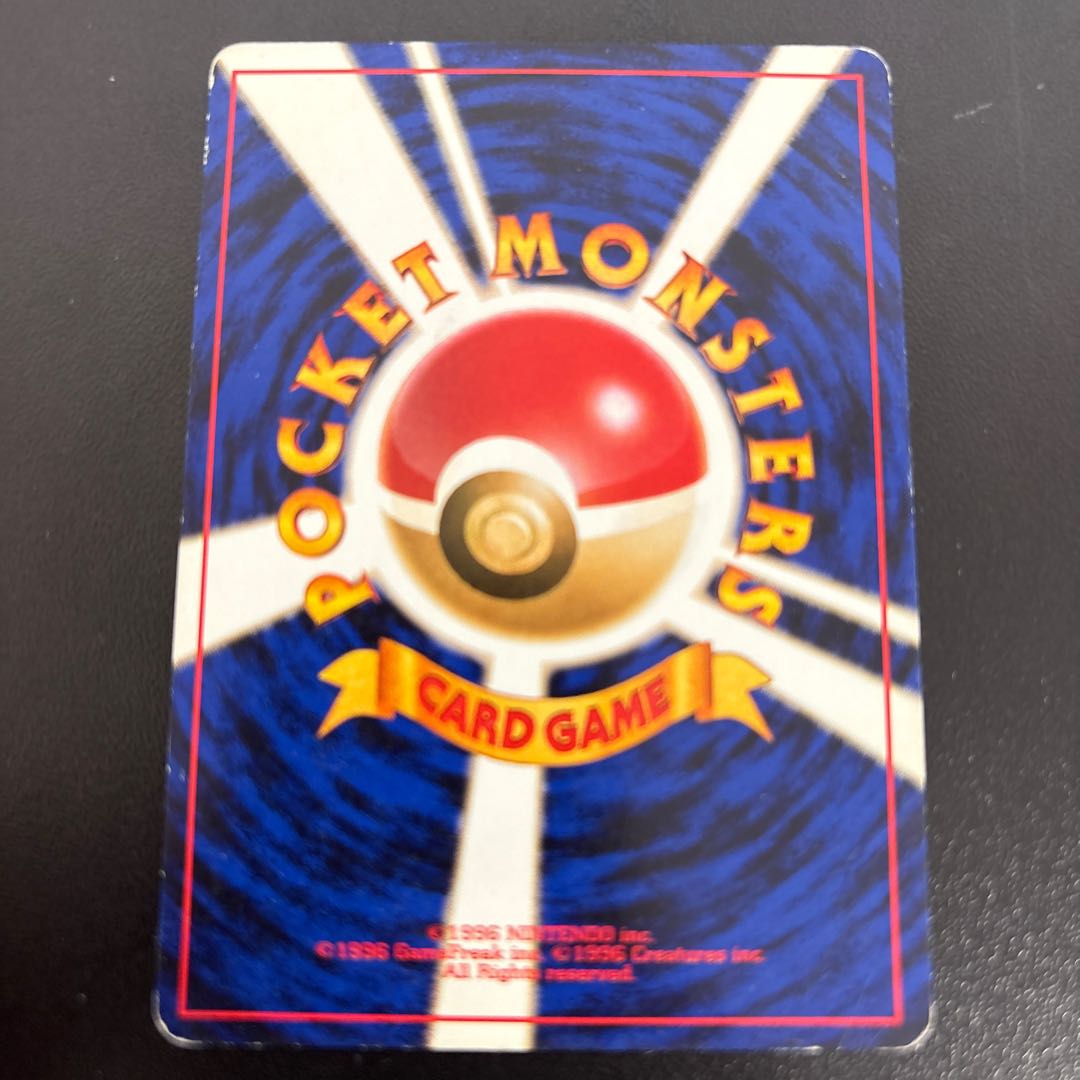 POCKET MONSTERS
CARD GAME
©1996 NINTENDO inc.
©1996 GameFreak inc. ©1996 Creatures inc.
All Rights reserved.